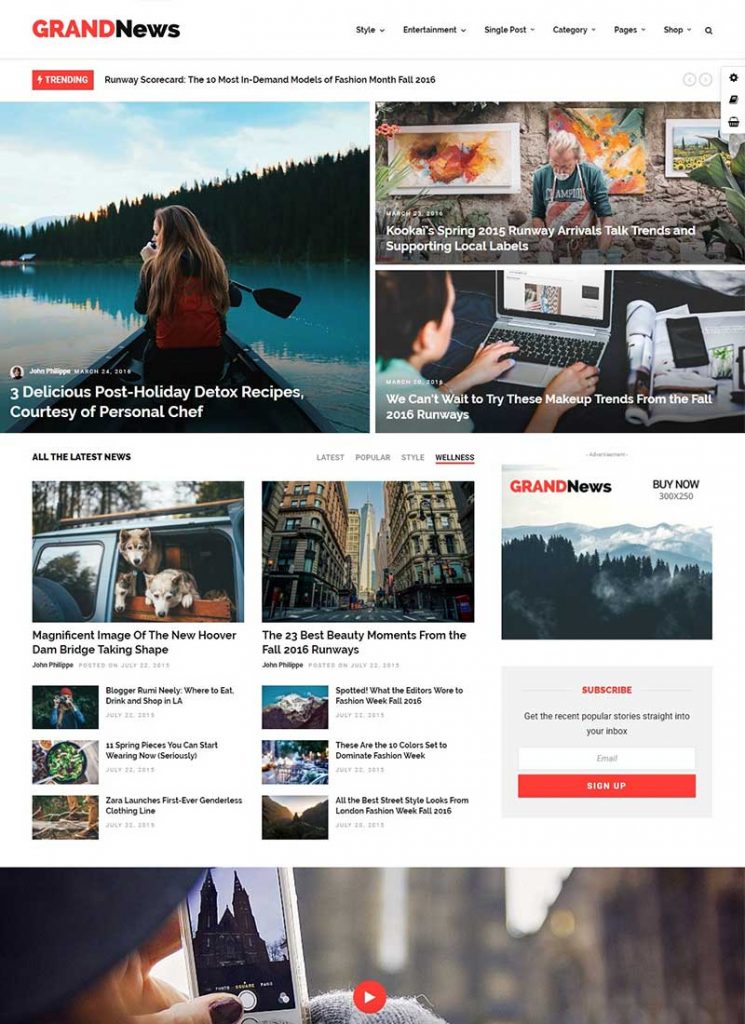 GRANDNews
Style
Entertainment
Single Post
Category
Pages
Shop
TRENDING
Runway Scorecard: The 10 Most In-Demand Models of Fashion Month Fall 2016
John Philippe MARCH 24, 2016
3 Delicious Post-Holiday Detox Recipes,
Courtesy of Personal Chef
CHAMPION
MARCH 23, 2016
Kookai's Spring 2015 Runway Arrivals Talk Trends and
Supporting Local Labels
MARCH 20, 2016
We Can't Wait to Try These Makeup Trends From the Fall
2016 Runways
ALL THE LATEST NEWS
LATEST
POPULAR
STYLE
WELLNESS
Magnificent Image Of The New Hoover
Dam Bridge Taking Shape
John Philippe POSTED ON JULY 22, 2015
Blogger Rumi Neely: Where to Eat,
Drink and Shop in LA
JULY 22, 2015
11 Spring Pieces You Can Start
Wearing Now (Seriously)
JULY 22, 2015
Zara Launches First-Ever Genderless
Clothing Line
JULY 22, 2015
The 23 Best Beauty Moments From the
Fall 2016 Runways
John Philippe POSTED ON JULY 22, 2015
Spotted! What the Editors Wore to
Fashion Week Fall 2016
JULY 22, 2015
These Are the 10 Colors Set to
Dominate Fashion Week
JULY 22, 2015
All the Best Street Style Looks From
London Fashion Week Fall 2016
JULY 20, 2015
- Advertisement -
GRANDNews
BUY NOW
300X250
SUBSCRIBE
Get the recent popular stories straight into
your inbox
Email
SIGN UP
PHOTO SQUARE PANO